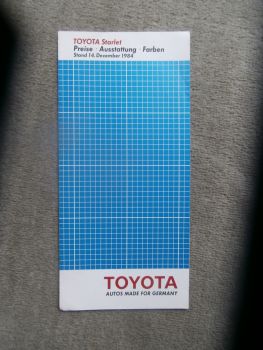 TOYOTA Starlet
Preise · Ausstattung · Farben
Stand 14. Dezember 1984
TOYOTA
AUTOS MADE FOR GERMANY